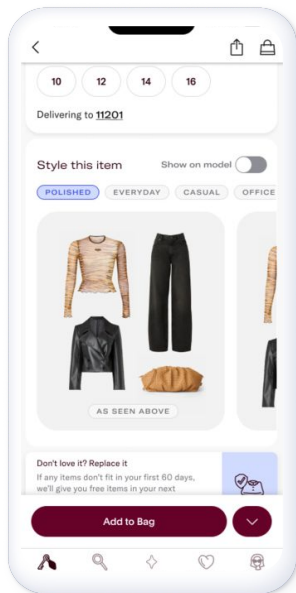 10 12 14 16
Delivering to 11201
Style this item Show on model
POLISHED EVERYDAY CASUAL OFFICE
AS SEEN ABOVE
Don't love it? Replace it
If any items don't fit in your first 60 days,
we'll give you free items in your next
Add to Bag